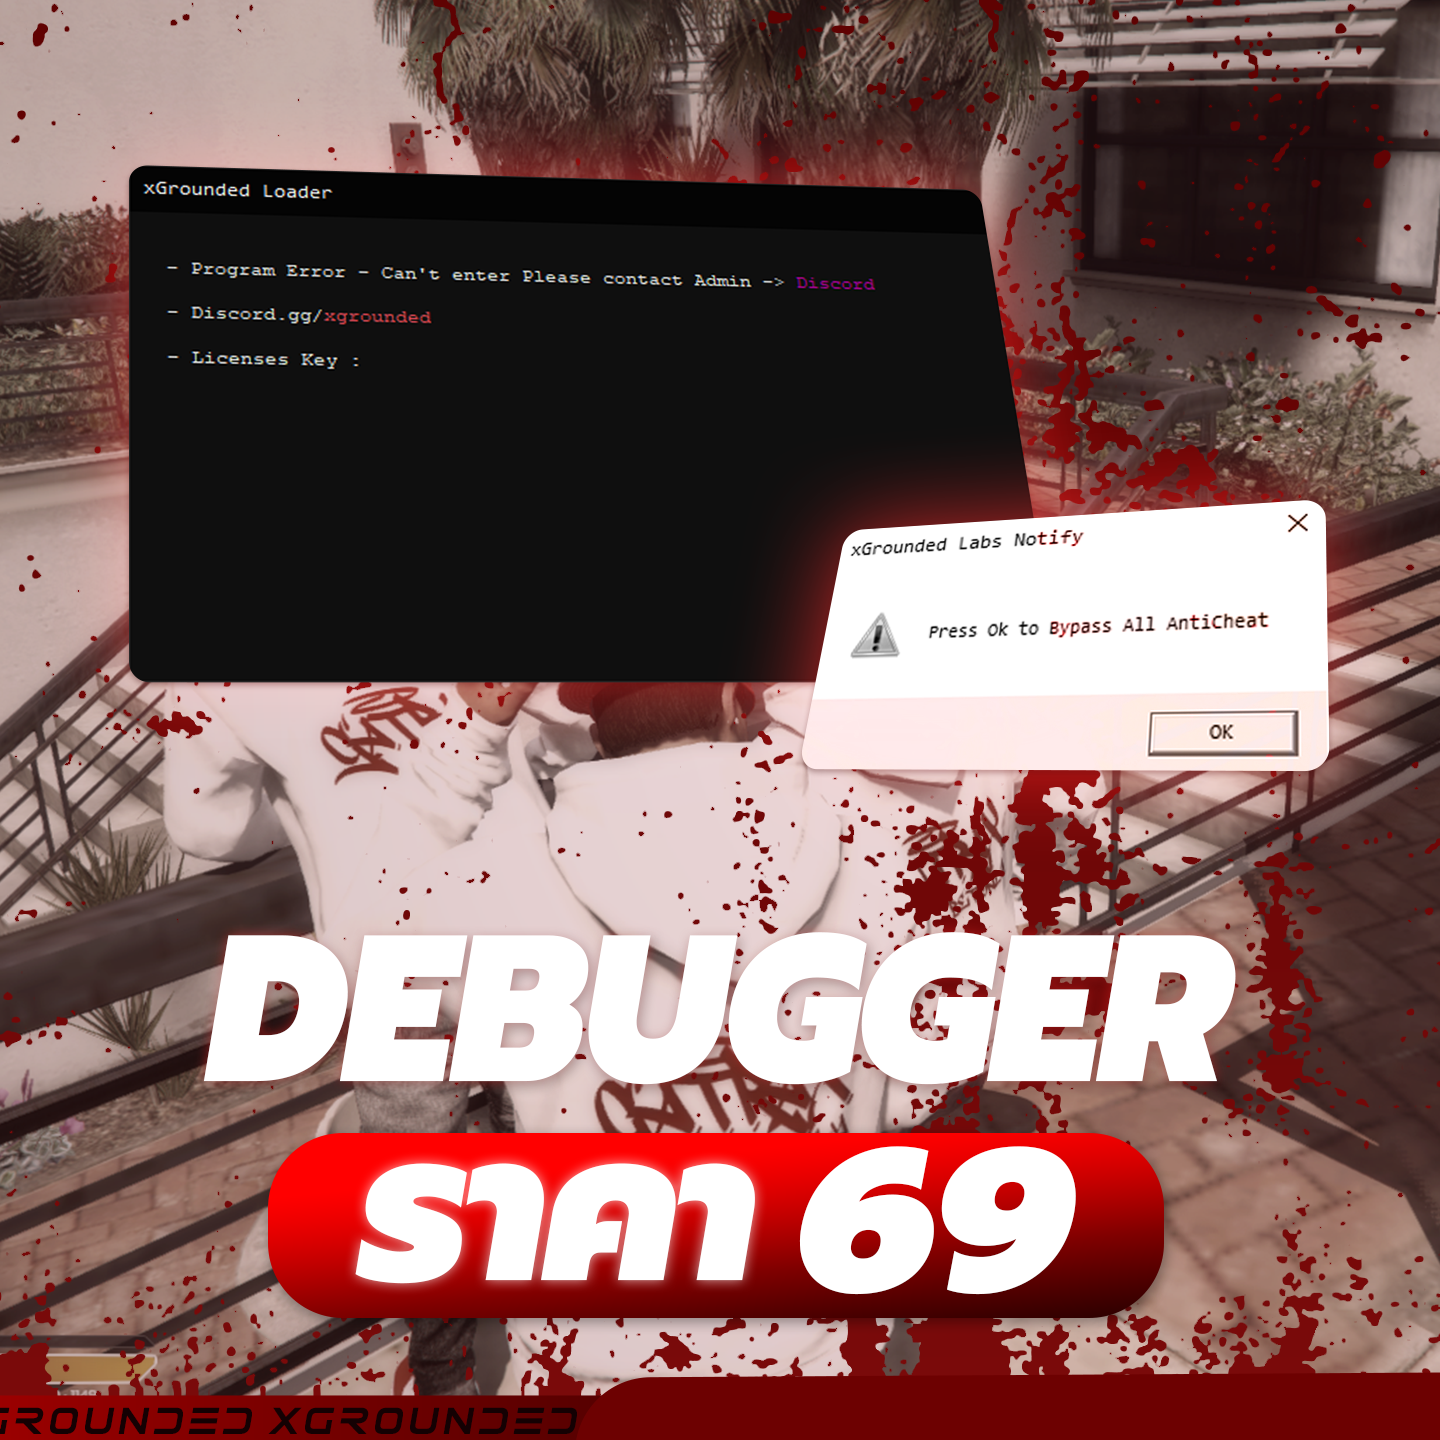 xGrounded Loader
- Program Error - Can't enter Please contact Admin -> Discord
- Discord.gg/xgrounded
- Licenses Key :
xGrounded Labs Notify
Press Ok to Bypass All AntiCheat
OK
DEBUGGER
ราคา 69
GROUNDED XGROUNDED